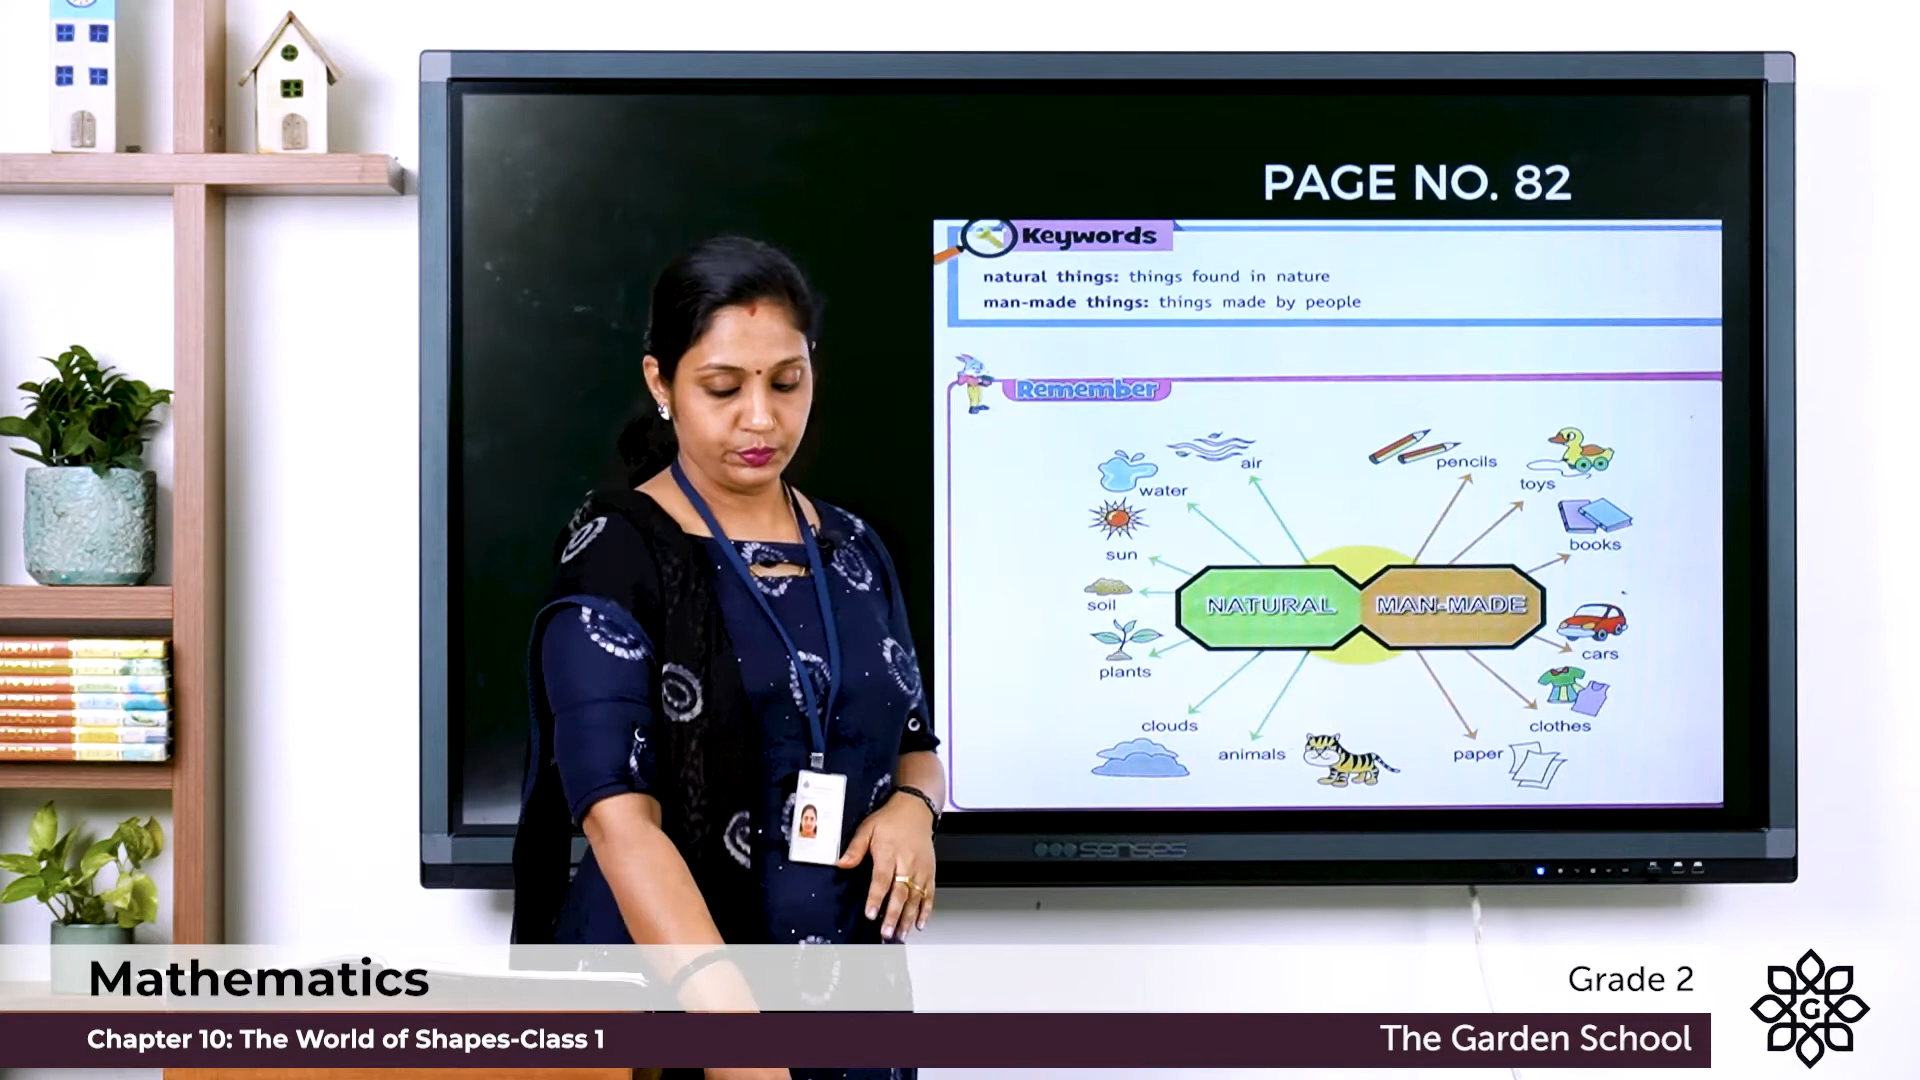 PAGE NO. 82
Keywords
natural things: things found in nature
man-made things: things made by people
Remember
air
water
sun
soil
plants
clouds
animals
pencils
toys
books
cars
clothes
paper
NATURAL
MAN-MADE
senses
Mathematics
Grade 2
Chapter 10: The World of Shapes-Class 1
The Garden School
G